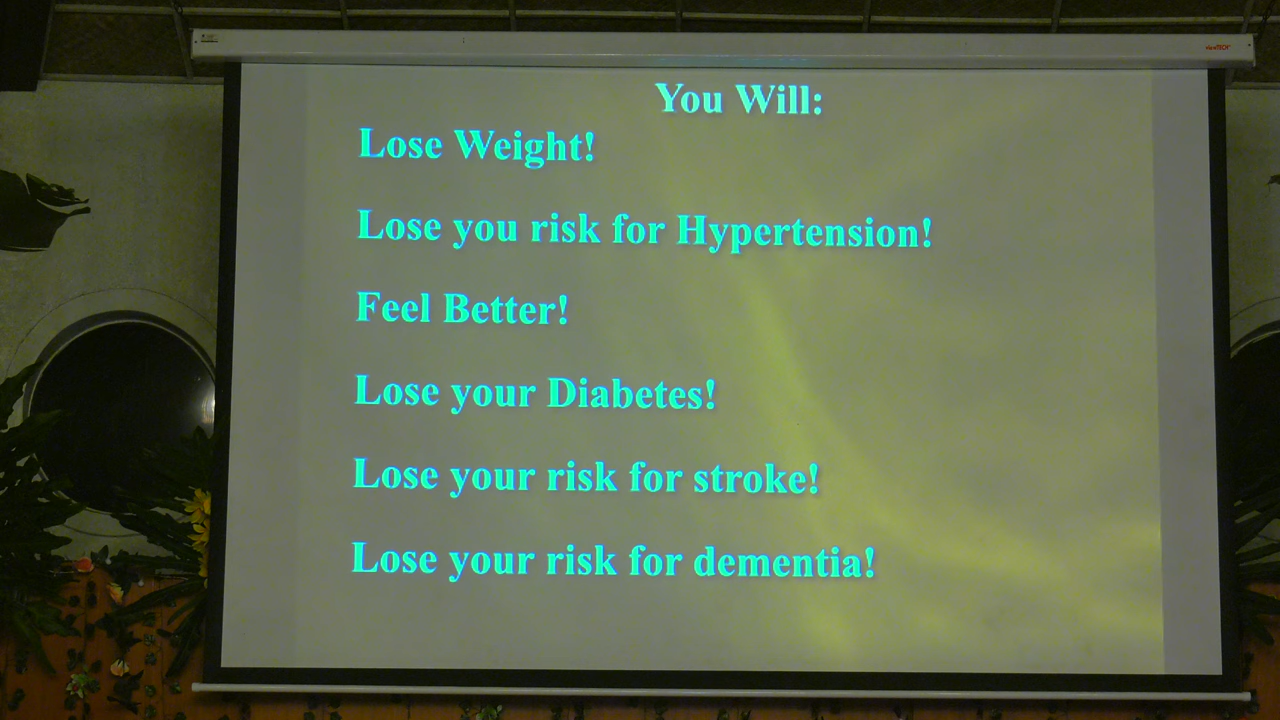 You Will:
Lose Weight!
Lose you risk for Hypertension!
Feel Better!
Lose your Diabetes!
Lose your risk for stroke!
Lose your risk for dementia!